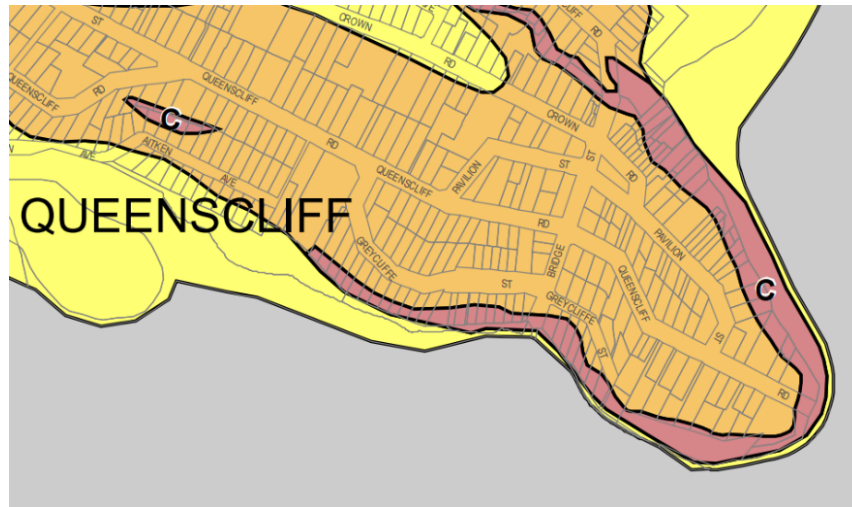 CROWN
RD
CLIFF
RD
ST
QUEENSCLIFF
RD
QUEENSCLIFF
RD
C
AITKEN
AVE
AVE
CROWN
ST
ST
RD
PAVILION
QUEENSCLIFF
RD
PAVILION
ST
QUEENSCLIFF
GREYCLIFFE
ST
BRIDGE
GREYCLIFFE
ST
QUEENSCLIFF
RD
C